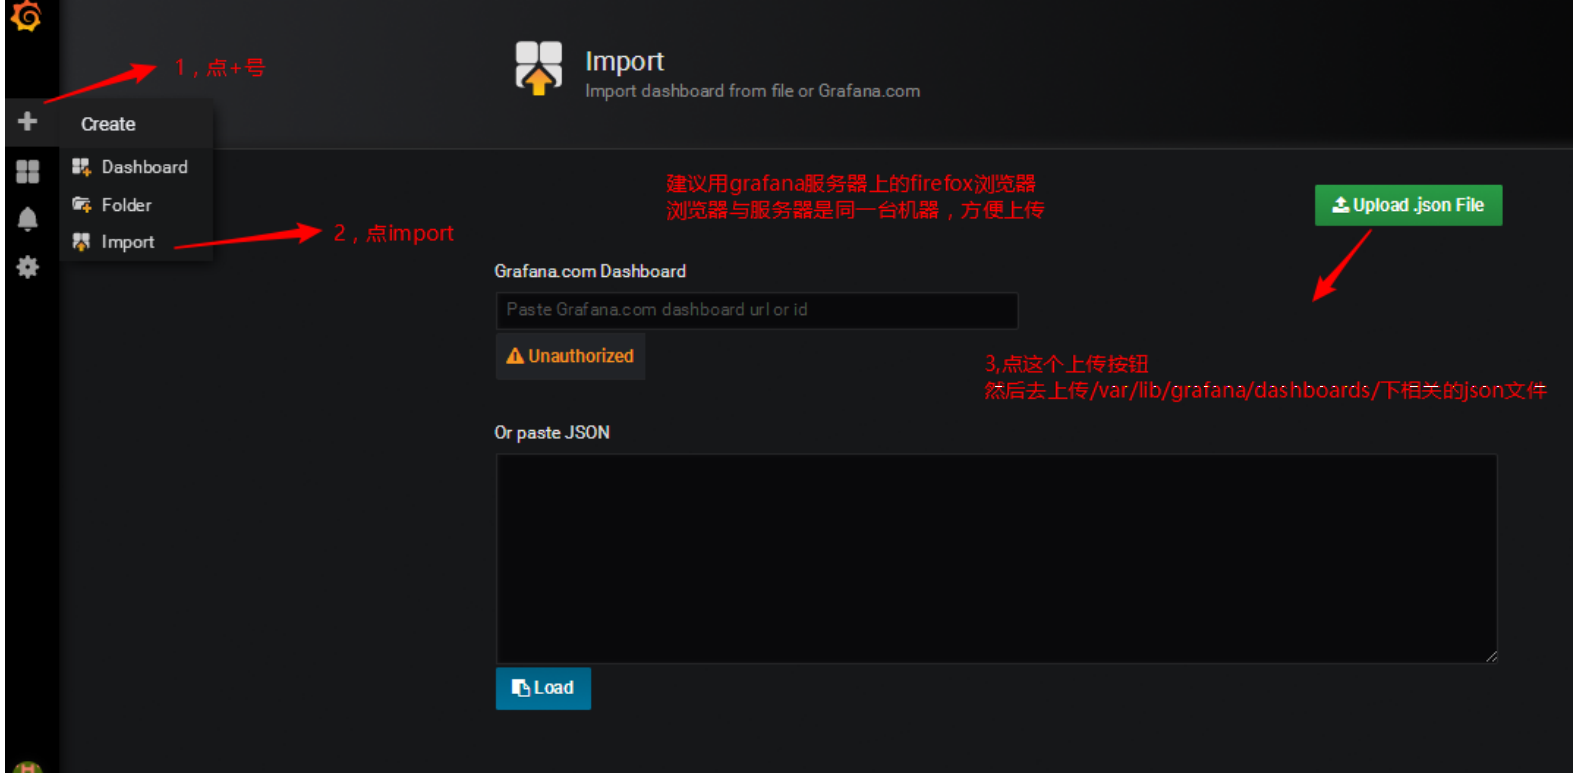 Import
1，点+号
Import dashboard from file or Grafana.com
Create
Dashboard
建议用grafana服务器上的firefox浏览器
浏览器与服务器是同一台机器，方便上传
Upload .json File
Folder
2，点import
Import
Grafana.com Dashboard
Paste Grafana.com dashboard url or id
Unauthorized
3,点这个上传按钮
然后去上传/var/lib/grafana/dashboards/下相关的json文件
Or paste JSON
Load